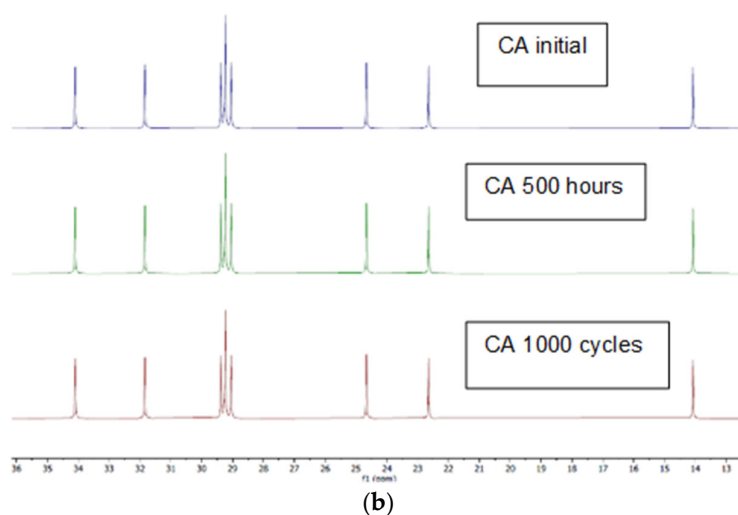 CA initial
CA 500 hours
CA 1000 cycles
36 35 34 33 32 31 30 29 28 27 26 25 24 23 22 21 20 19 18 17 16 15 14 13
f1 (ppm)
(b)